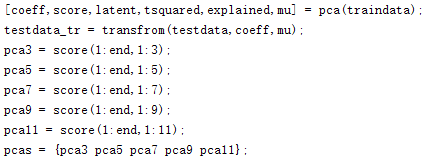 [coeff,score,latent,tsquared,explained,mu] = pca(traindata);
testdata_tr = transfrom(testdata,coeff,mu);
pca3 = score(1:end,1:3);
pca5 = score(1:end,1:5);
pca7 = score(1:end,1:7);
pca9 = score(1:end,1:9);
pca11 = score(1:end,1:11);
pcas = {pca3 pca5 pca7 pca9 pca11};